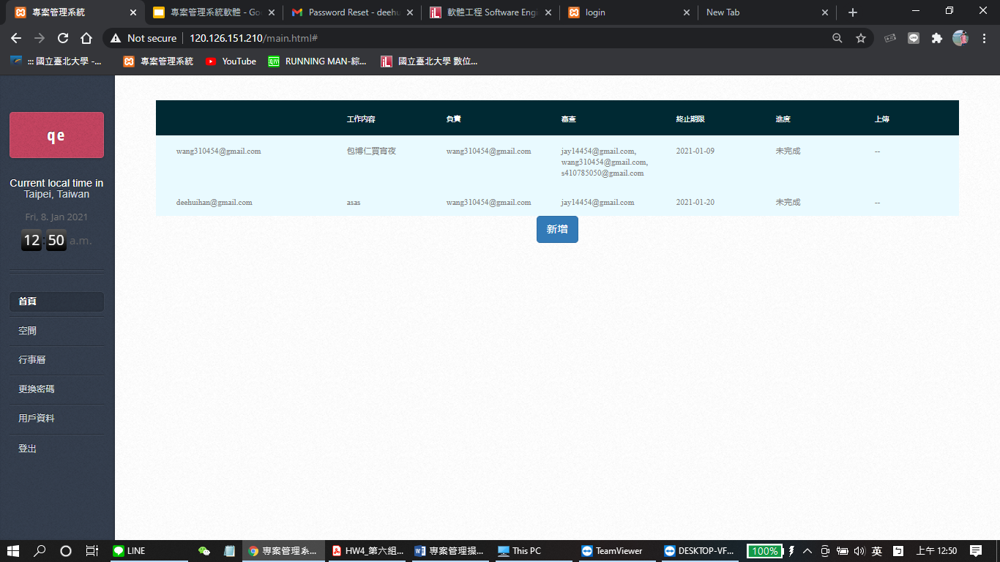 專案管理系統
專案管理系統軟體 - Go
Password Reset - deehu
軟體工程 Software Engi
login
New Tab
Not secure
120.126.151.210/main.html#
::: 國立臺北大學 -...
專案管理系統
YouTube
RUNNING MAN-綜...
國立臺北大學 數位...
qe
Current local time in
Taipei, Taiwan
Fri, 8. Jan 2021
12:50 a.m.
首頁
空間
行事曆
更換密碼
用戶資料
登出
工作內容 負責 審查 終止期限 進度 上傳
wang310454@gmail.com 包博仁買宵夜 wang310454@gmail.com jay14454@gmail.com, 2021-01-09 未完成 --
wang310454@gmail.com,
s410785050@gmail.com
deehuihan@gmail.com asas wang310454@gmail.com jay14454@gmail.com 2021-01-20 未完成 --
新增
LINE
專案管理系...
HW4_第六組...
專案管理操...
This PC
TeamViewer
DESKTOP-VF...
100%
英
上午 12:50